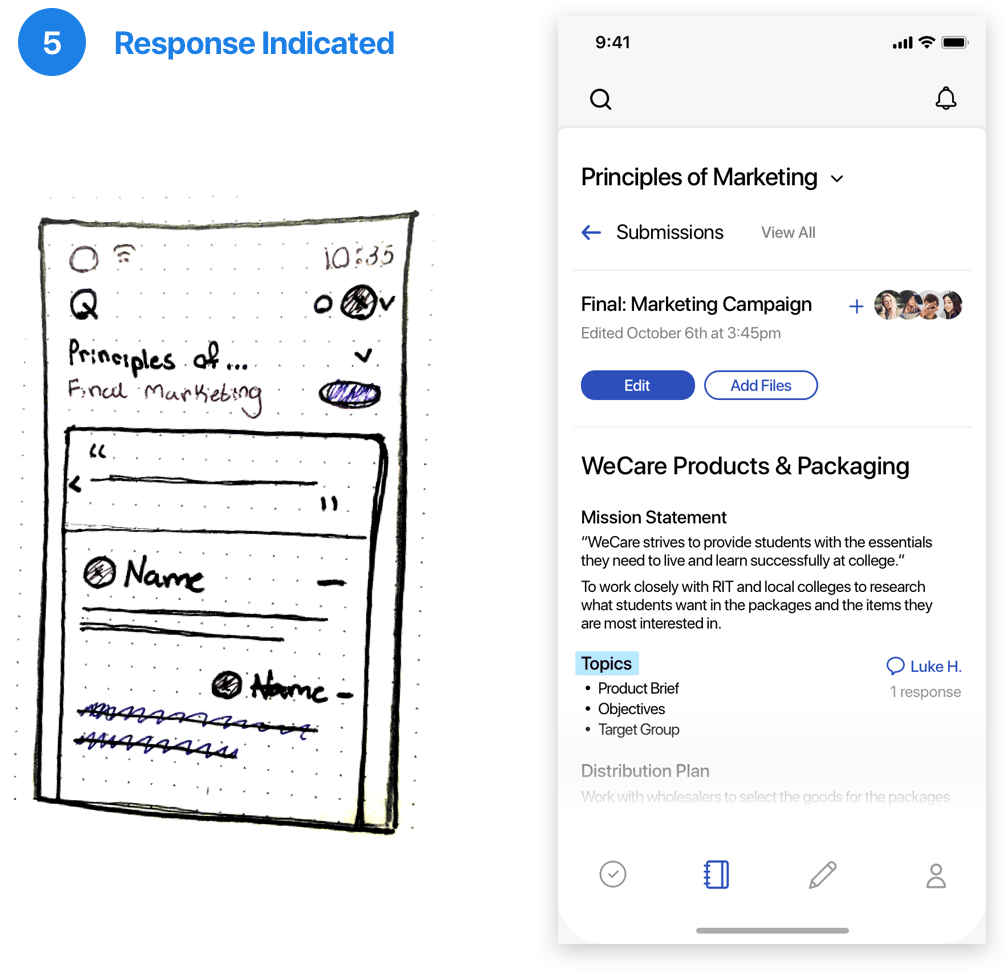 5
Response Indicated
10:35
Principles of...
Final Marketing
“
”
Name
Name
9:41
Principles of Marketing
Submissions
View All
Final: Marketing Campaign
Edited October 6th at 3:45pm
Edit
Add Files
WeCare Products & Packaging
Mission Statement
“WeCare strives to provide students with the essentials
they need to live and learn successfully at college.”
To work closely with RIT and local colleges to research
what students want in the packages and the items they
are most interested in.
Topics
Luke H.
• Product Brief
1 response
• Objectives
• Target Group
Distribution Plan
Work with wholesalers to select the goods for the packages